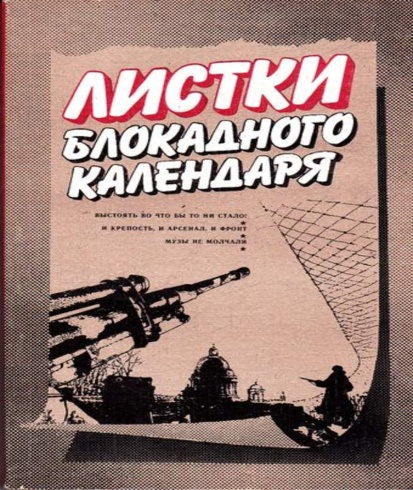 ЛИСТКИ
БЛОКАДНОГО
КАЛЕНДАРЯ
ВЫСТОЯТЬ ВО ЧТО БЫ ТО НИ СТАЛО!
★
И КРЕПОСТЬ, И АРСЕНАЛ, И ФРОНТ
★
МУЗЫ НЕ МОЛЧАЛИ
★